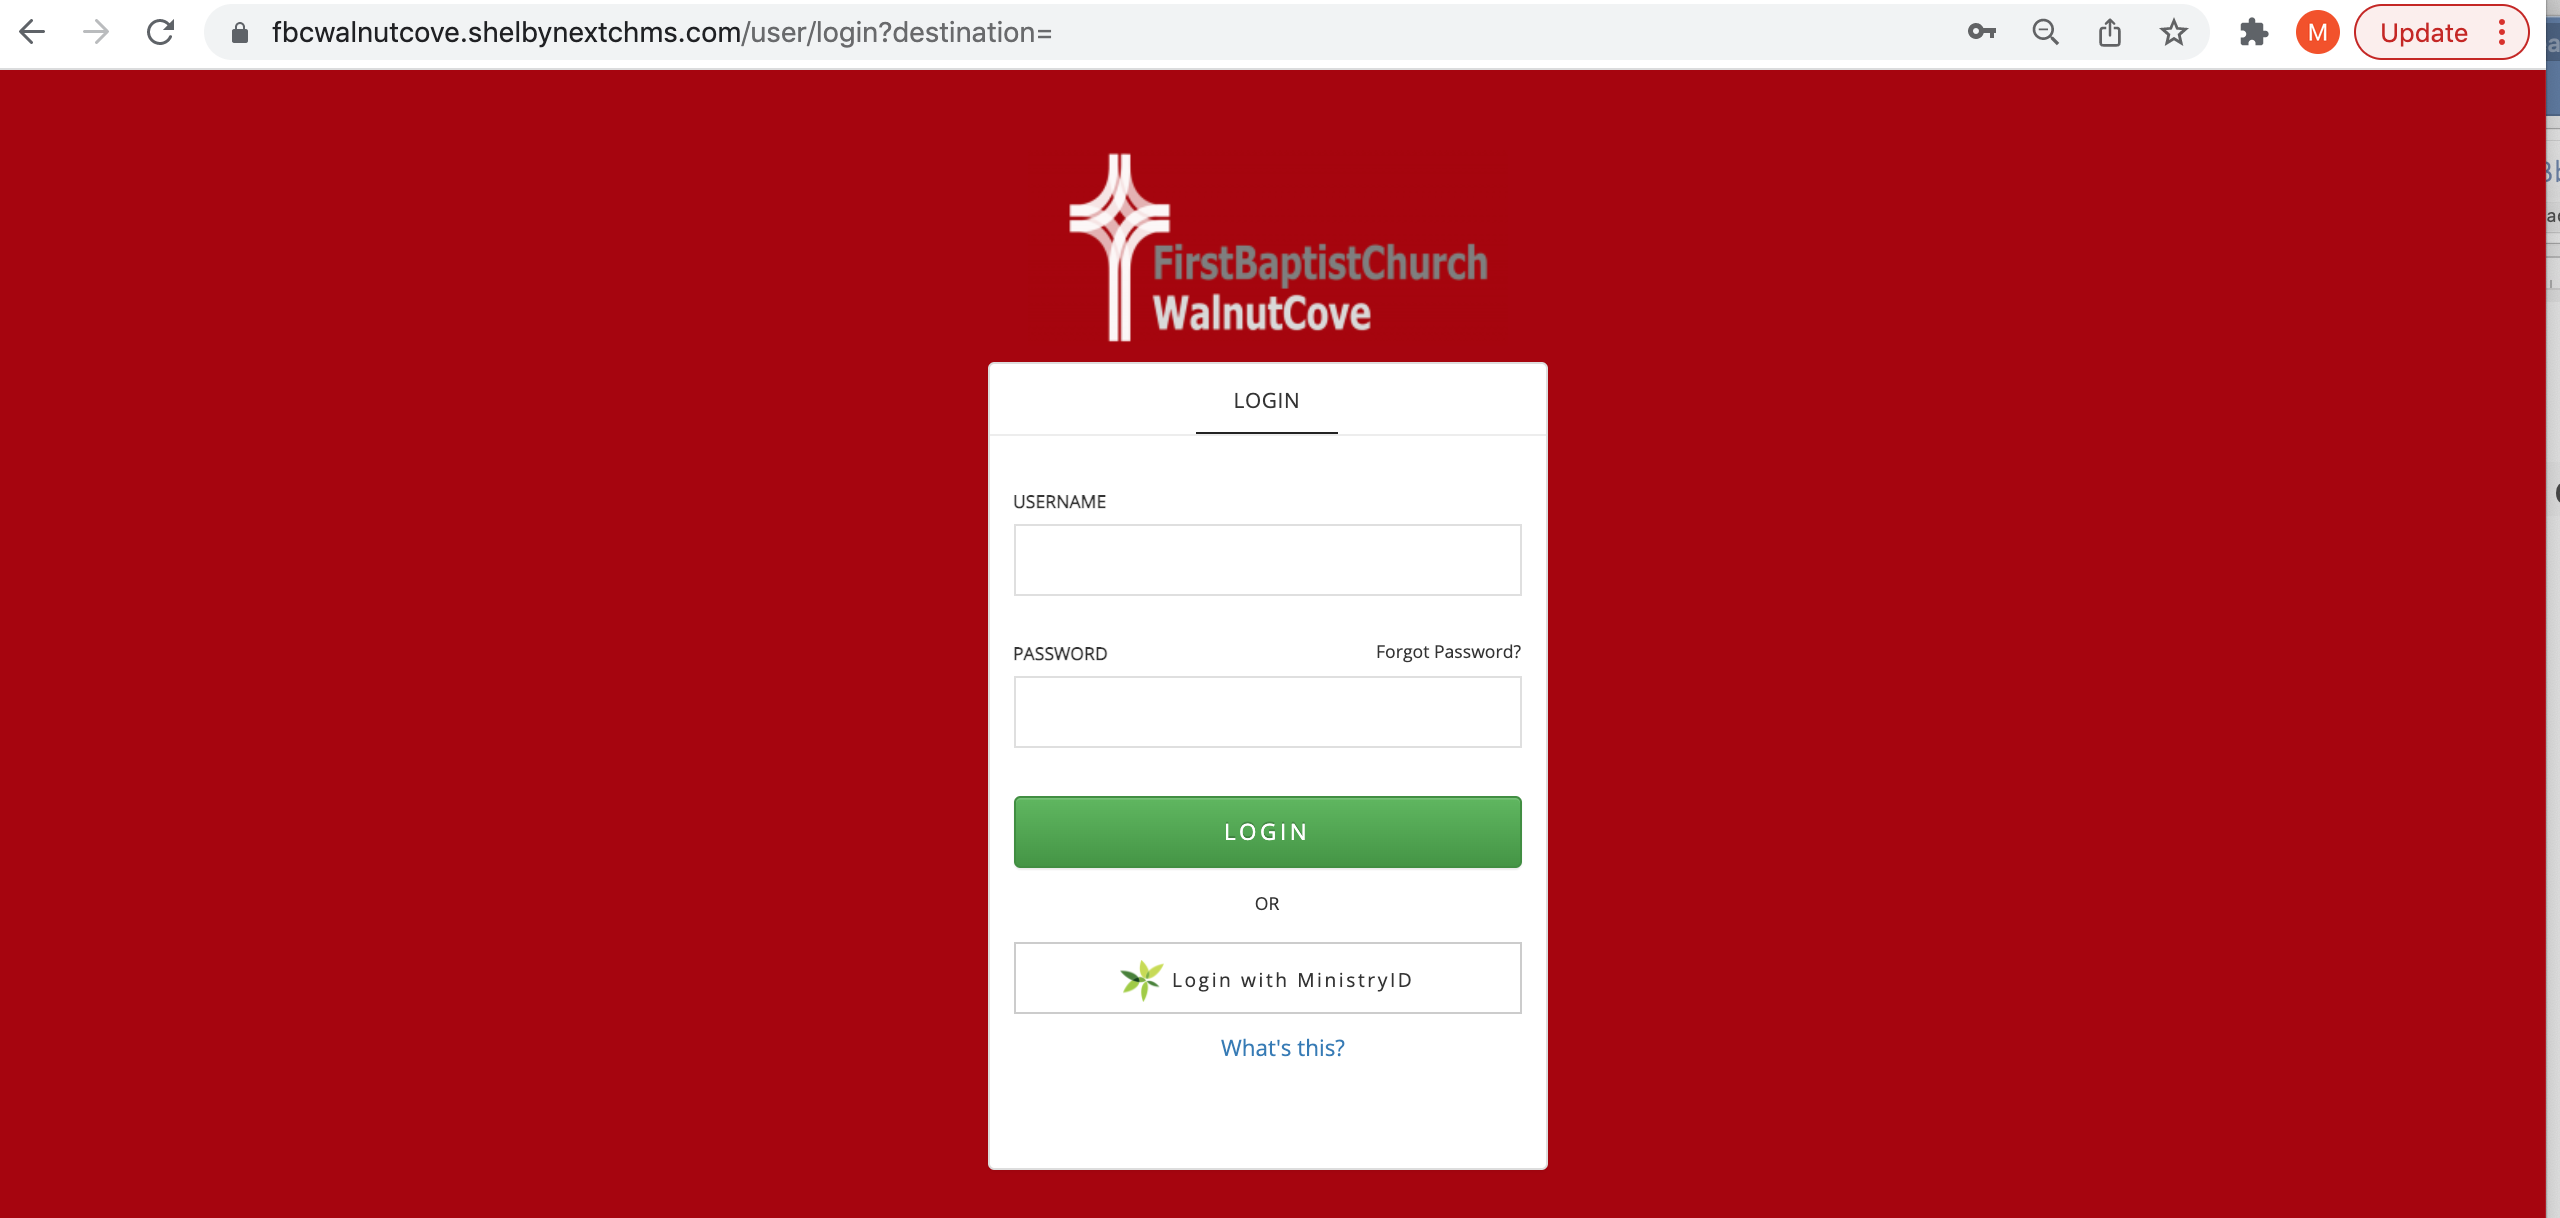 fbcwalnutcove.shelbynextchms.com/user/login?destination=
M
Update
FirstBaptistChurch
WalnutCove
LOGIN
USERNAME
PASSWORD
Forgot Password?
LOGIN
OR
Login with MinistryID
What's this?